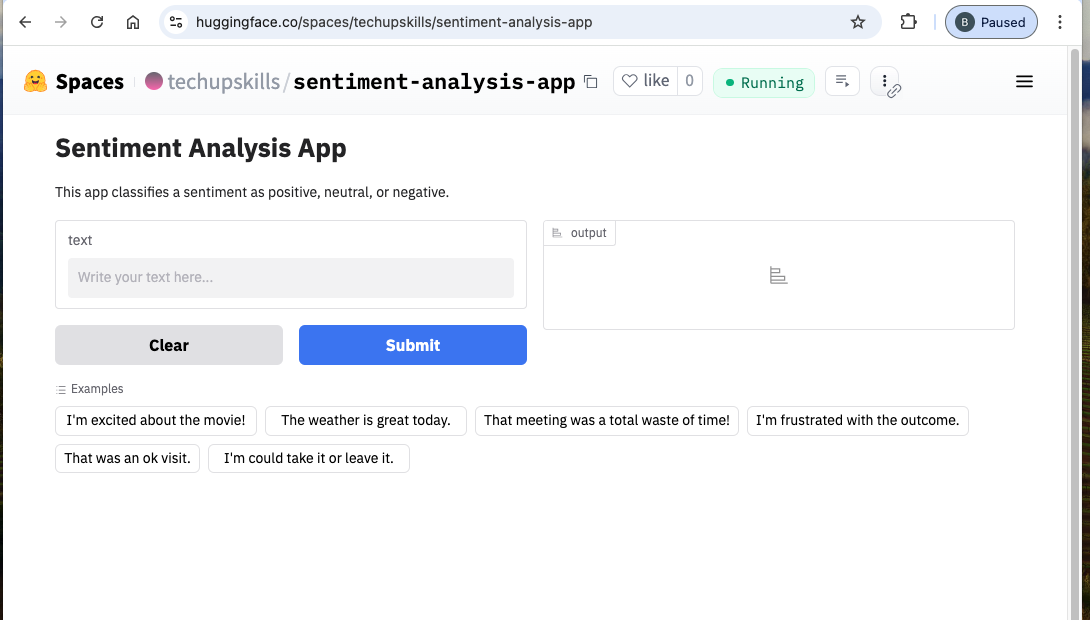 huggingface.co/spaces/techupskills/sentiment-analysis-app
B Paused
Spaces techupskills/sentiment-analysis-app like 0 Running
Sentiment Analysis App
This app classifies a sentiment as positive, neutral, or negative.
text
Write your text here...
output
Clear Submit
Examples
I'm excited about the movie! The weather is great today. That meeting was a total waste of time! I'm frustrated with the outcome.
That was an ok visit. I'm could take it or leave it.